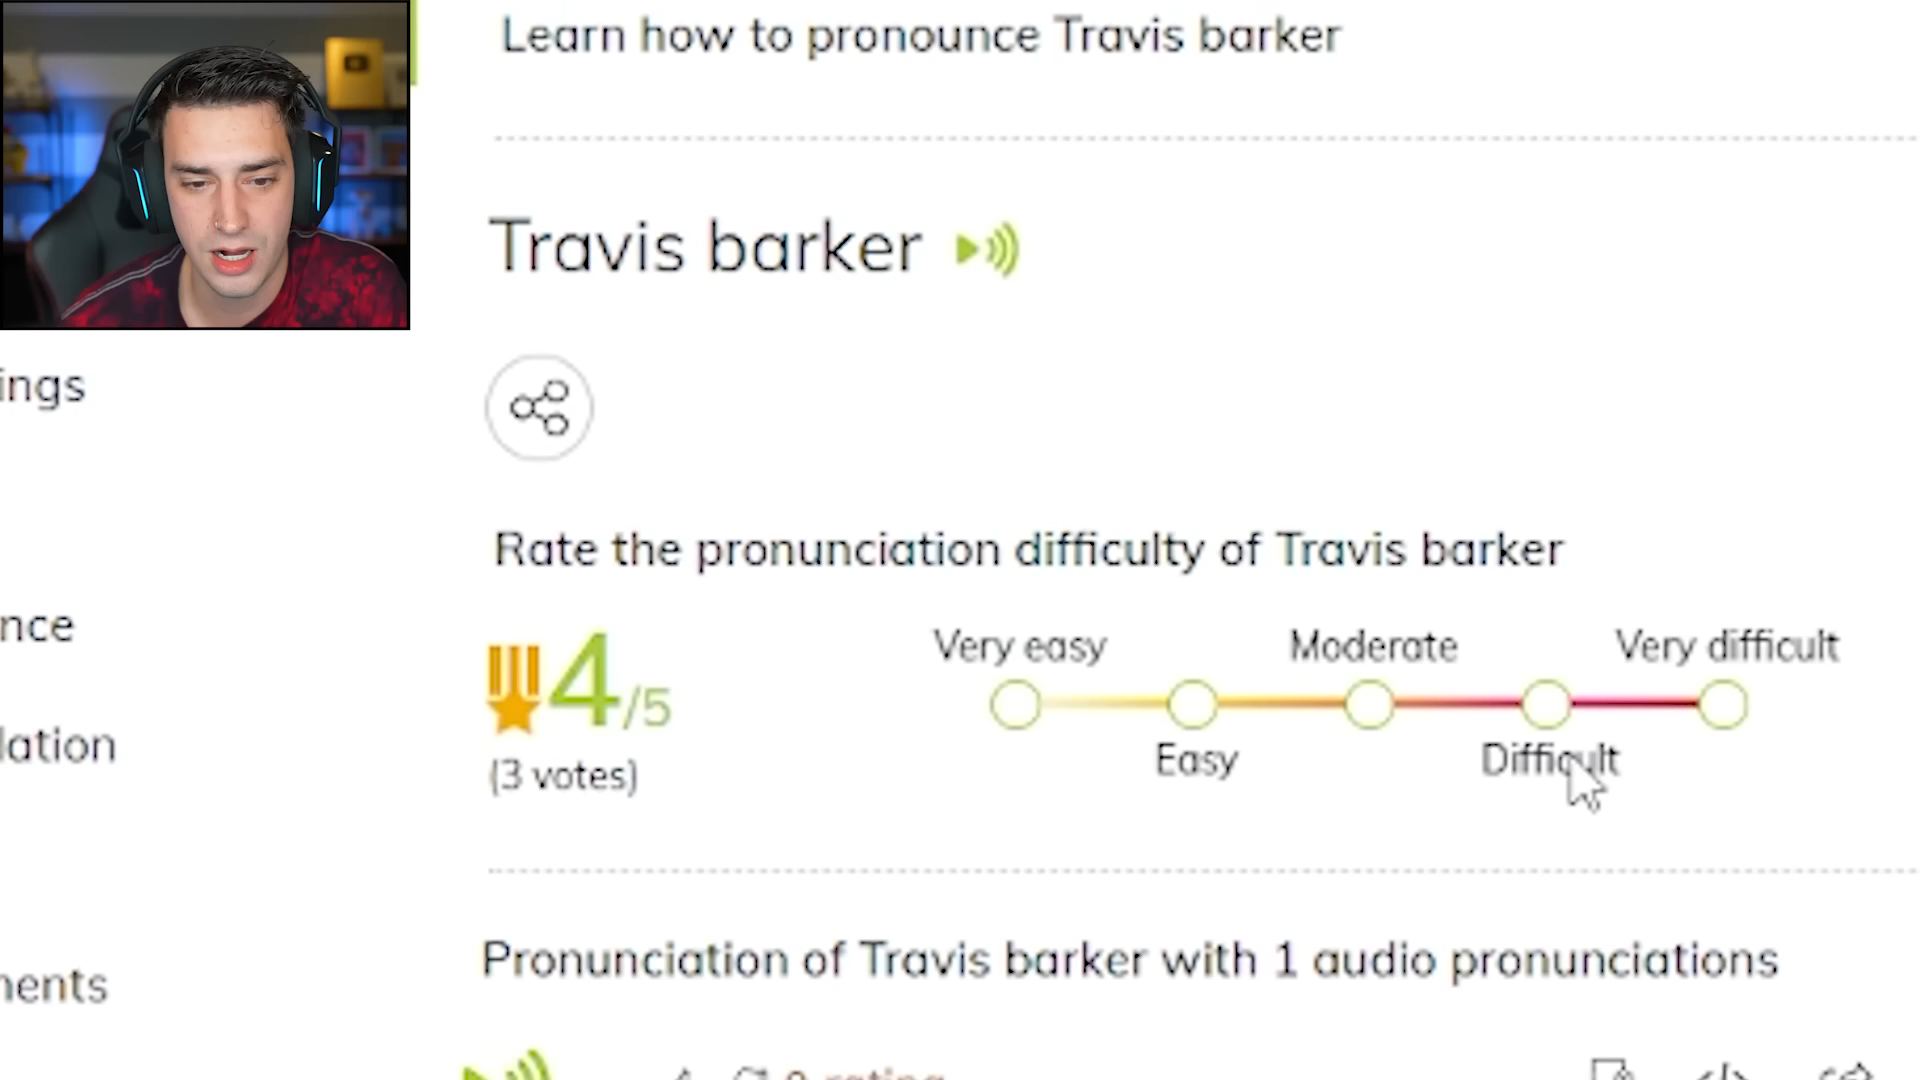 Learn how to pronounce Travis barker
Travis barker
Rate the pronunciation difficulty of Travis barker
Very easy
Moderate
Very difficult
4/5
Easy
Difficult
(3 votes)
Pronunciation of Travis barker with 1 audio pronunciations
ings
nce
lation
nents
0 rating